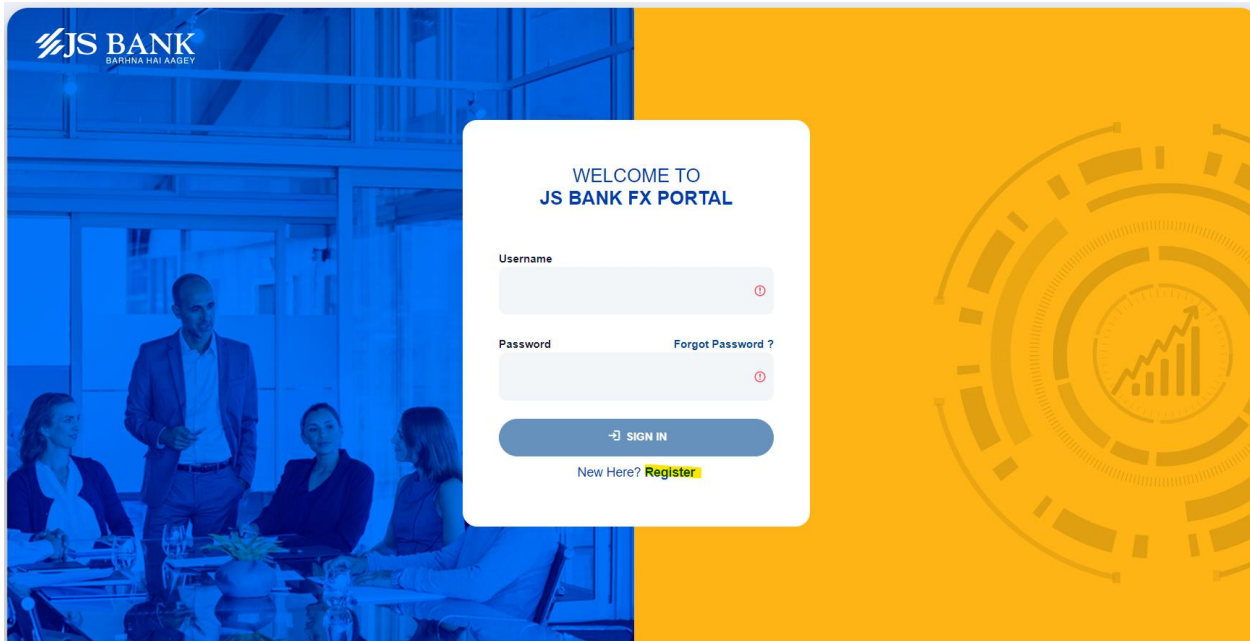 JS BANK
BARHNA HAI AAGEY
WELCOME TO
JS BANK FX PORTAL
Username
Password Forgot Password ?
SIGN IN
New Here? Register